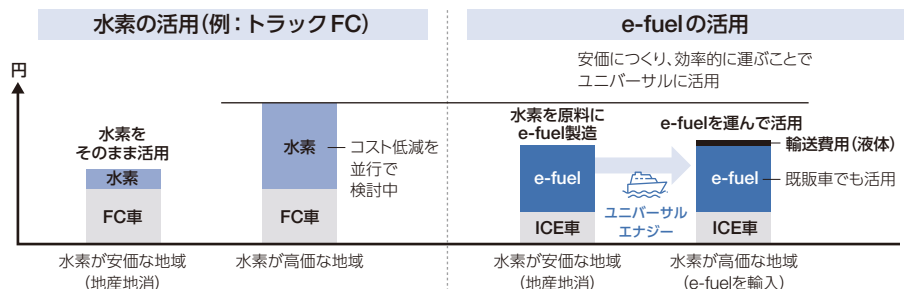 水素の活用(例：トラックFC)
円
水素を
そのまま活用
水素
FC車
水素が安価な地域
(地産地消)
水素
FC車
コスト低減を
並行で
検討中
水素が高価な地域
e-fuelの活用
安価につくり、効率的に運ぶことで
ユニバーサルに活用
水素を原料に
e-fuel製造
e-fuel
ICE車
水素が安価な地域
(地産地消)
ユニバーサル
エナジー
e-fuelを運んで活用
輸送費用(液体)
e-fuel
既販車でも活用
ICE車
水素が高価な地域
(e-fuelを輸入)